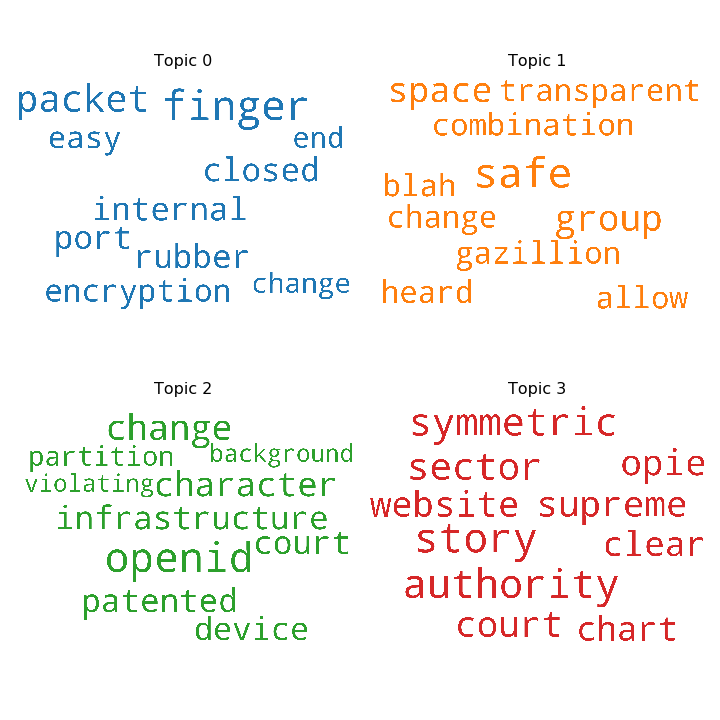 Topic 0
packet finger
easy end
closed
internal
port
rubber
encryption change
Topic 1
space transparent
combination
safe
blah
change group
gazillion
heard allow
Topic 2
change
partition background
violating character
infrastructure
openid court
patented
device
Topic 3
symmetric
sector opie
website supreme
story clear
authority
court chart